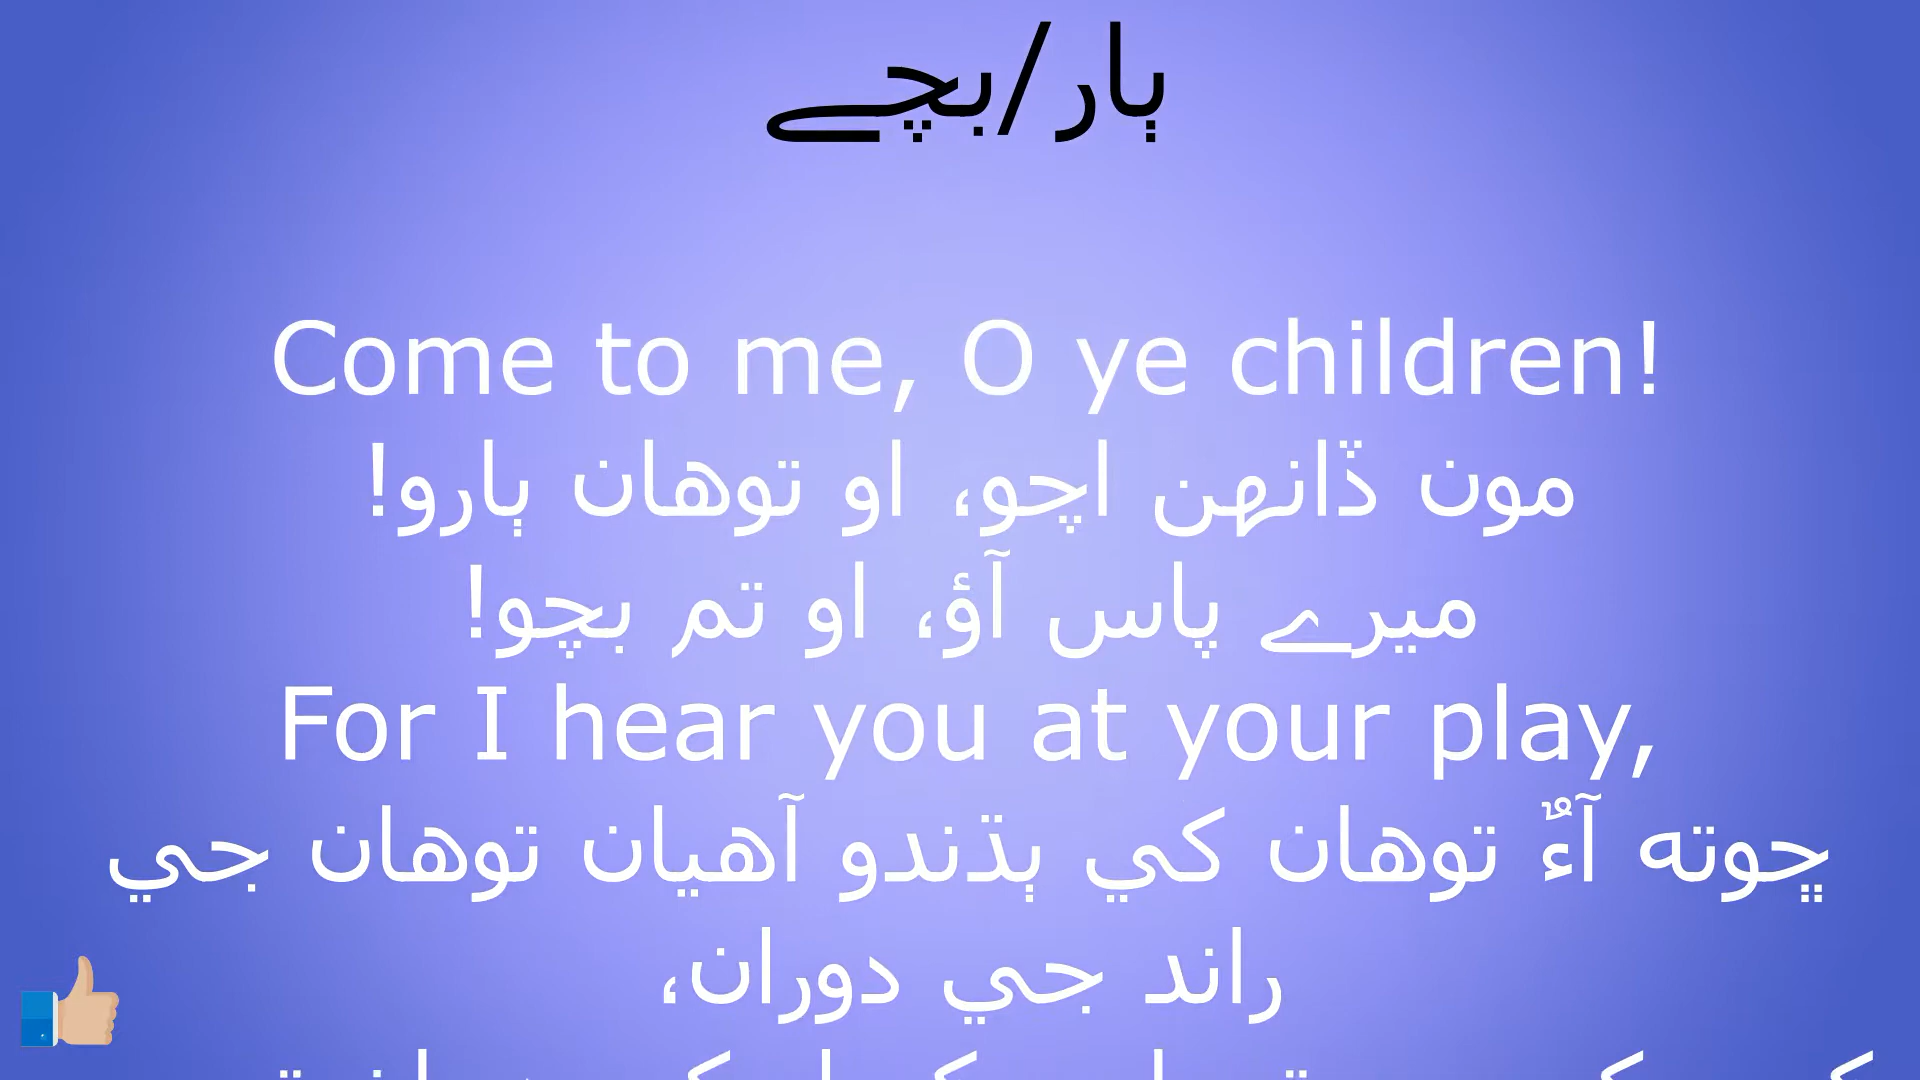 ٻار/بچے
Come to me, O ye children!
مون ڏانهن اچو، او توهان ٻارو!
میرے پاس آؤ، او تم بچو!
For I hear you at your play,
ڇوته آءٌ توهان کي ٻڌندو آهيان توهان جي
راند جي دوران،